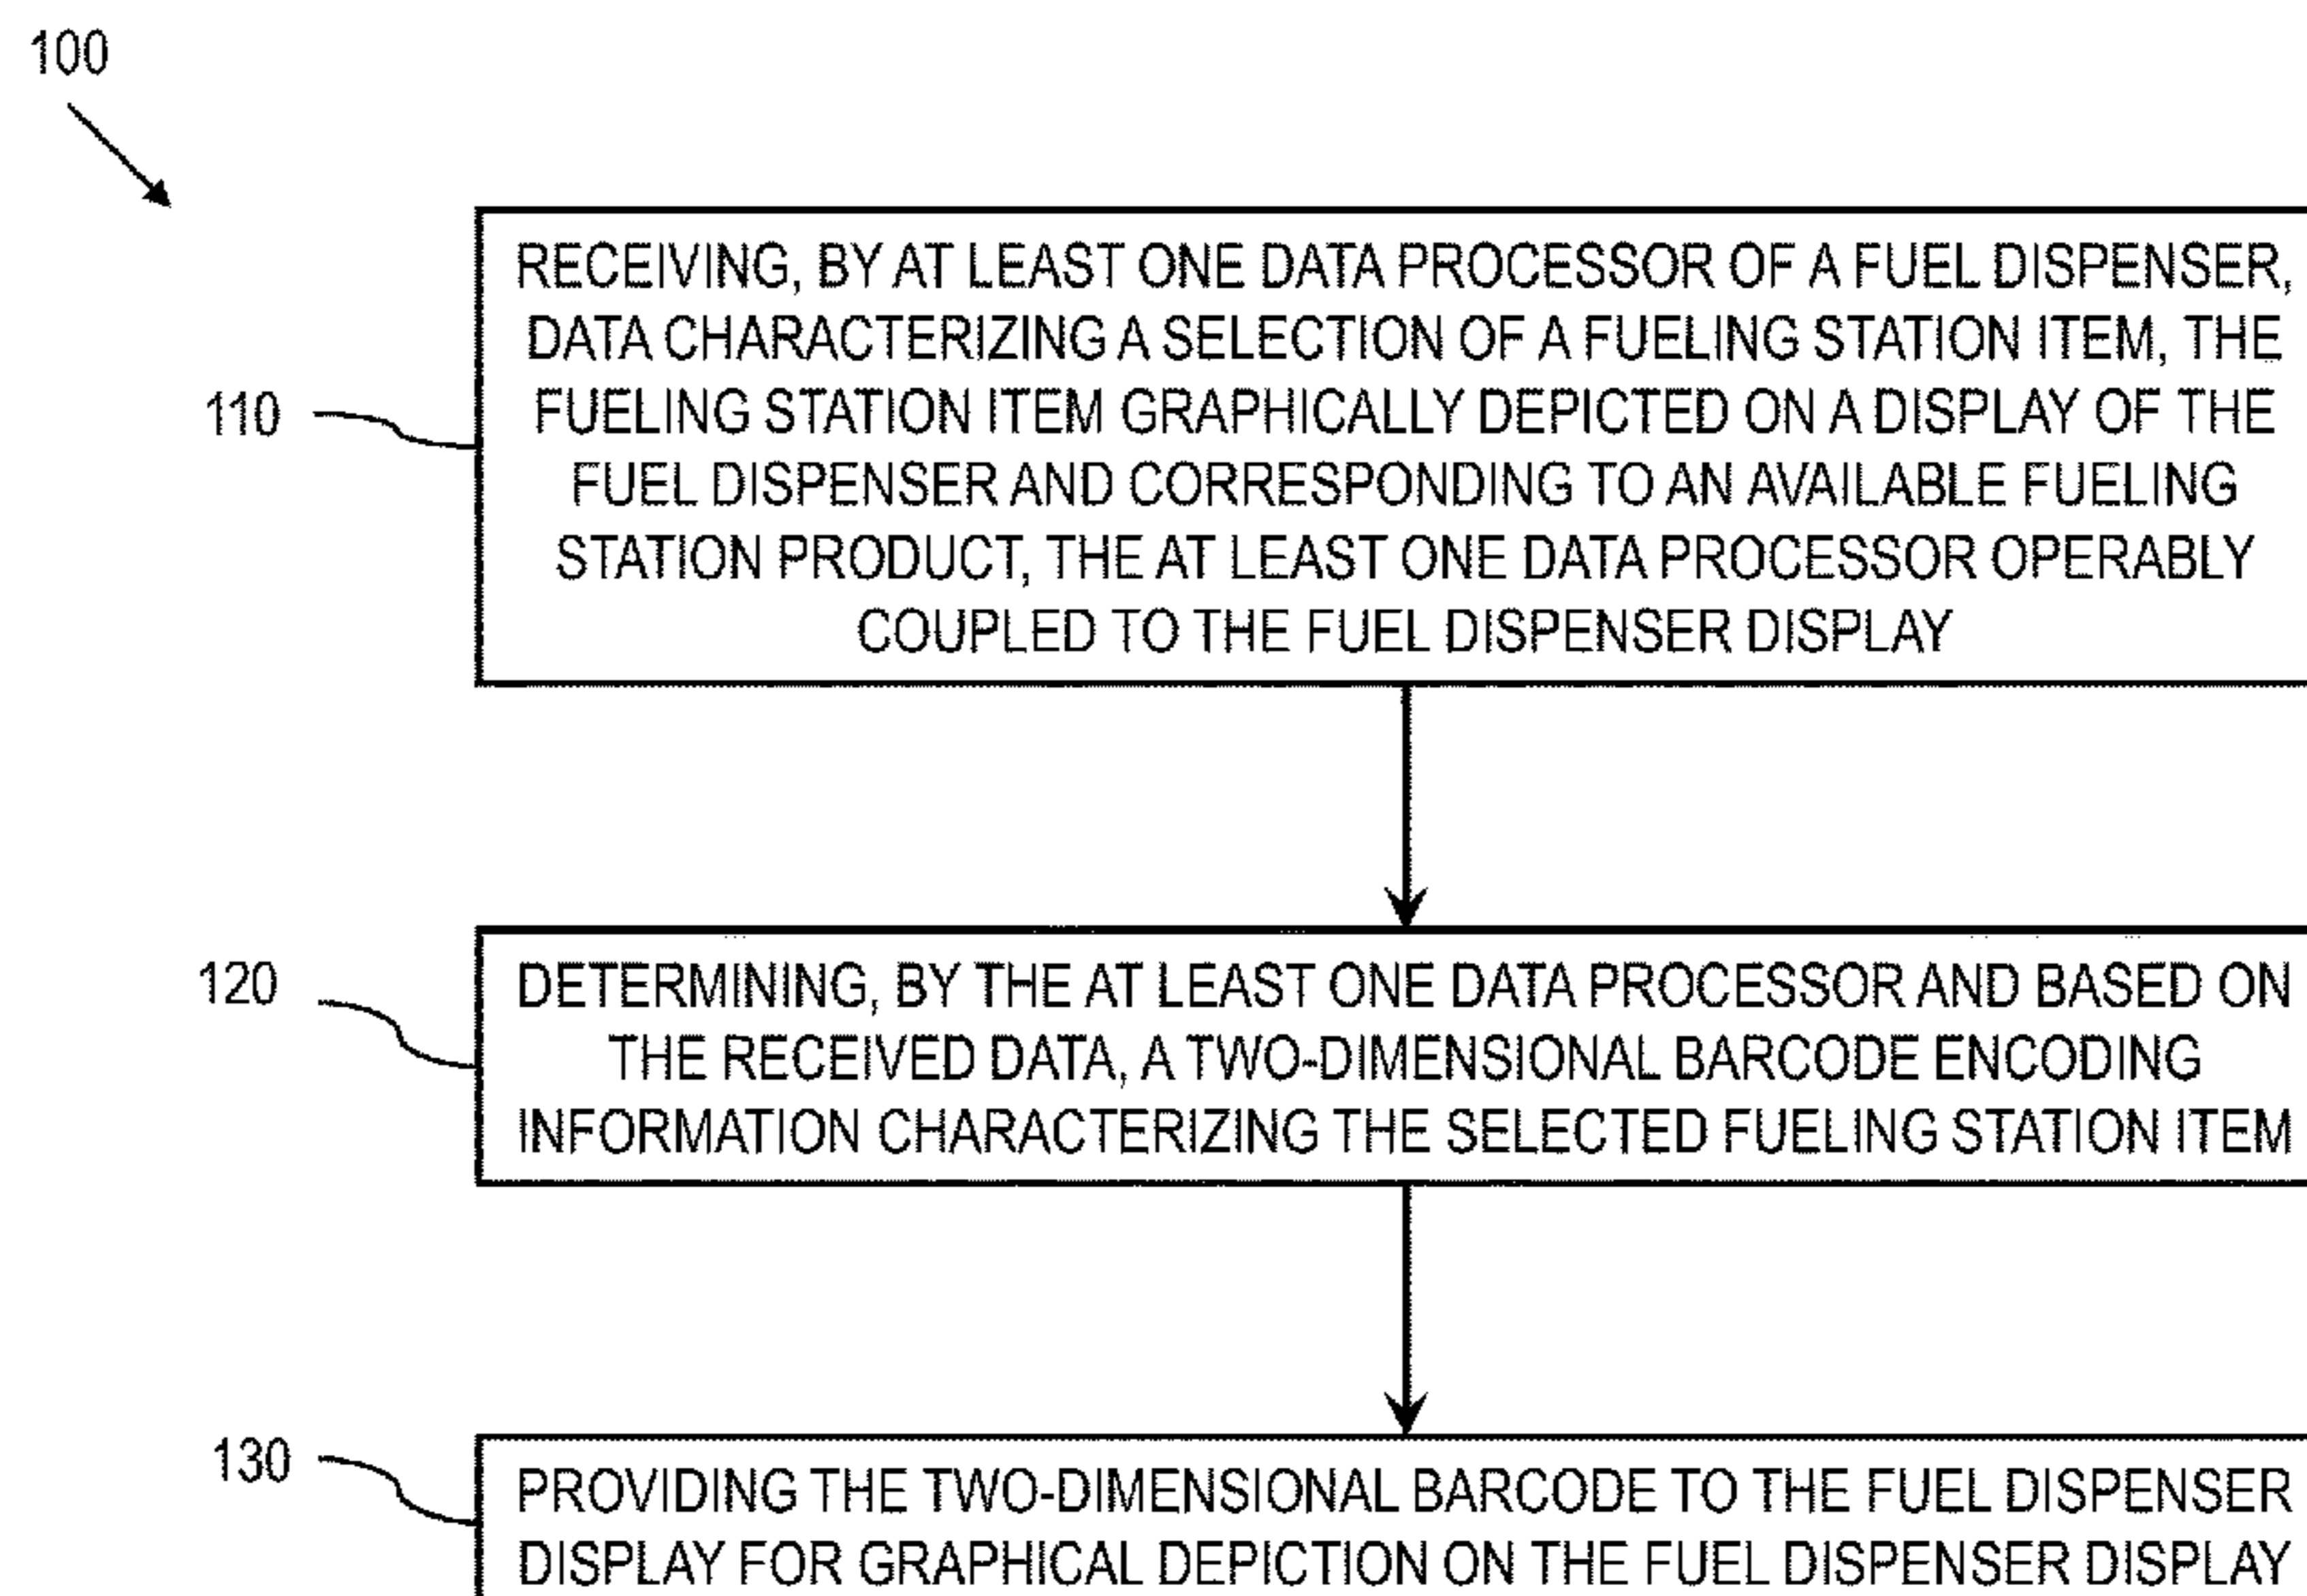 100
RECEIVING, BY AT LEAST ONE DATA PROCESSOR OF A FUEL DISPENSER,
DATA CHARACTERIZING A SELECTION OF A FUELING STATION ITEM, THE
110
FUELING STATION ITEM GRAPHICALLY DEPICTED ON A DISPLAY OF THE
FUEL DISPENSER AND CORRESPONDING TO AN AVAILABLE FUELING
STATION PRODUCT, THE AT LEAST ONE DATA PROCESSOR OPERABLY
COUPLED TO THE FUEL DISPENSER DISPLAY
120
DETERMINING, BY THE AT LEAST ONE DATA PROCESSOR AND BASED ON
THE RECEIVED DATA, A TWO-DIMENSIONAL BARCODE ENCODING
INFORMATION CHARACTERIZING THE SELECTED FUELING STATION ITEM
130
PROVIDING THE TWO-DIMENSIONAL BARCODE TO THE FUEL DISPENSER
DISPLAY FOR GRAPHICAL DEPICTION ON THE FUEL DISPENSER DISPLAY